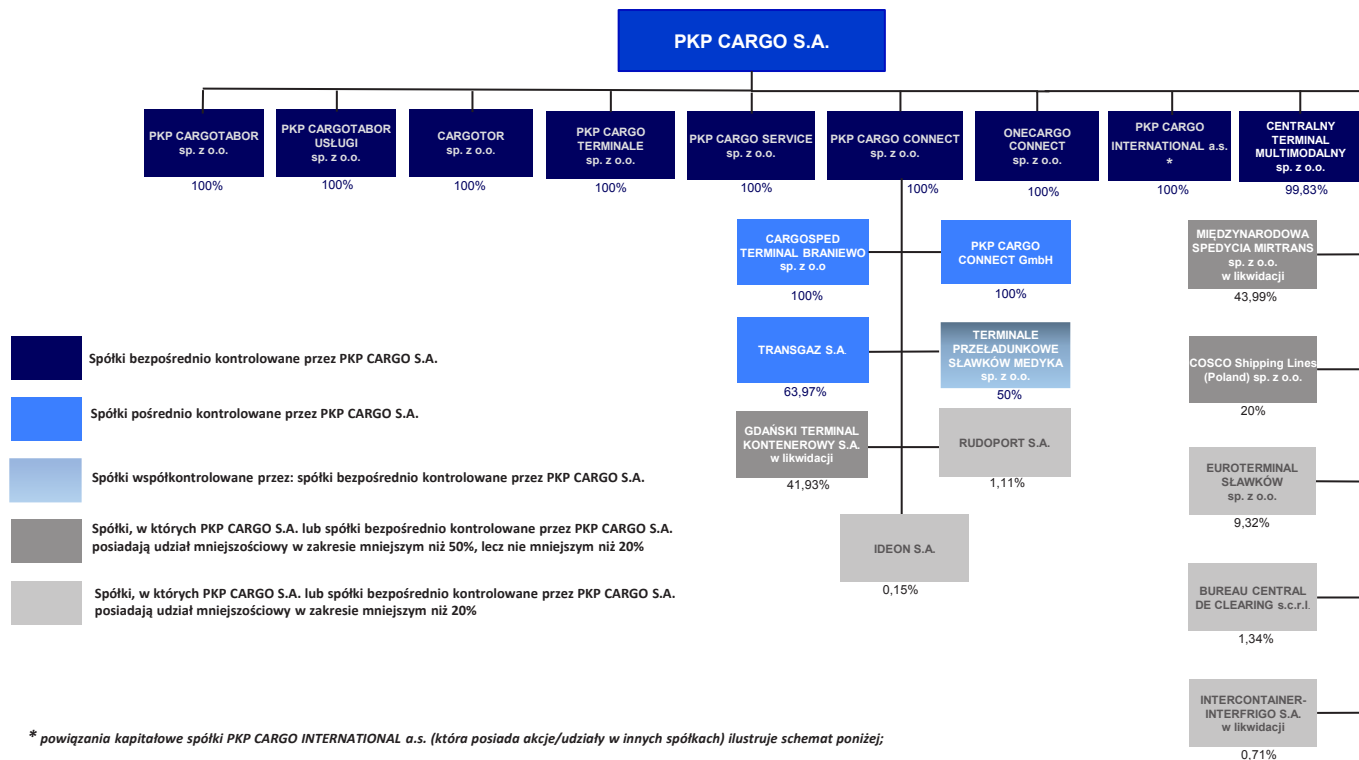 PKP CARGO S.A.
PKP CARGOTABOR
sp. z o.o.
100%
PKP CARGOTABOR
USŁUGI
sp. z o.o.
100%
CARGOTOR
sp. z o.o.
100%
PKP CARGO
TERMINALE
sp. z o.o.
100%
PKP CARGO SERVICE
sp. z o.o.
100%
PKP CARGO CONNECT
sp. z o.o.
100%
ONECARGO
CONNECT
sp. z o.o.
100%
PKP CARGO
INTERNATIONAL a.s.
*
100%
CENTRALNY
TERMINAL
MULTIMODALNY
sp. z o.o.
99,83%
CARGOSPED
TERMINAL BRANIEWO
sp. z o.o
100%
PKP CARGO
CONNECT GmbH
100%
MIĘDZYNARODOWA
SPEDYCIA MIRTRANS
sp. z o.o.
w likwidacji
43,99%
TRANSGAZ S.A.
63,97%
TERMINALE
PRZEŁADUNKOWE
SŁAWKÓW MEDYKA
sp. z o.o.
50%
COSCO Shipping Lines
(Poland) sp. z o.o.
20%
GDAŃSKI TERMINAL
KONTENEROWY S.A.
w likwidacji
41,93%
RUDOPORT S.A.
1,11%
EUROTERMINAL
SŁAWKÓW
sp. z o.o.
9,32%
IDEON S.A.
0,15%
BUREAU CENTRAL
DE CLEARING s.c.r.l.
1,34%
INTERCONTAINER-
INTERFRIGO S.A.
w likwidacji
0,71%
Spółki bezpośrednio kontrolowane przez PKP CARGO S.A.
Spółki pośrednio kontrolowane przez PKP CARGO S.A.
Spółki współkontrolowane przez: spółki bezpośrednio kontrolowane przez PKP CARGO S.A.
Spółki, w których PKP CARGO S.A. lub spółki bezpośrednio kontrolowane przez PKP CARGO S.A.
posiadają udział mniejszościowy w zakresie mniejszym niż 50%, lecz nie mniejszym niż 20%
Spółki, w których PKP CARGO S.A. lub spółki bezpośrednio kontrolowane przez PKP CARGO S.A.
posiadają udział mniejszościowy w zakresie mniejszym niż 20%
* powiązania kapitałowe spółki PKP CARGO INTERNATIONAL a.s. (która posiada akcje/udziały w innych spółkach) ilustruje schemat poniżej;